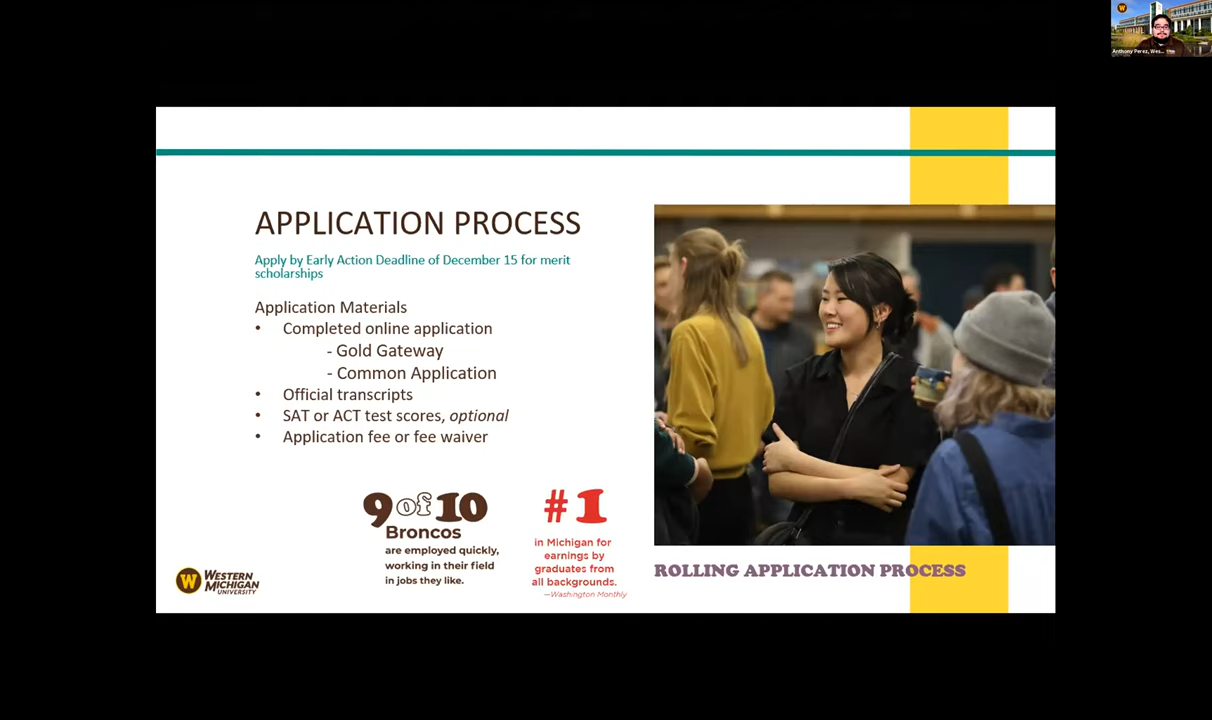 W
Anthony Perez, Wes...
APPLICATION PROCESS
Apply by Early Action Deadline of December 15 for merit
scholarships
Application Materials
• Completed online application
- Gold Gateway
- Common Application
• Official transcripts
• SAT or ACT test scores, optional
• Application fee or fee waiver
9 of 10
Broncos
are employed quickly,
working in their field
in jobs they like.
#1
in Michigan for
earnings by
graduates from
all backgrounds.
—Washington Monthly
ROLLING APPLICATION PROCESS
W
WESTERN
MICHIGAN
UNIVERSITY